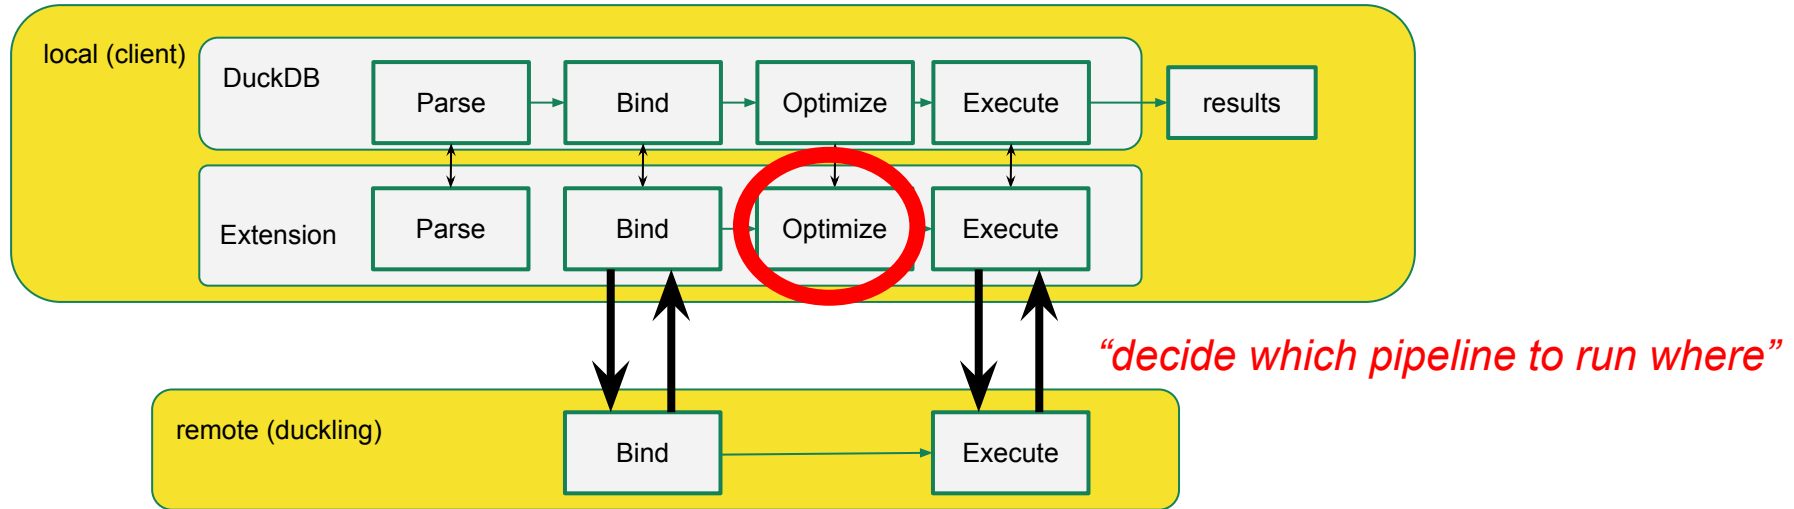 local (client)
DuckDB
Parse
Bind
Optimize
Execute
results
Extension
Parse
Bind
Optimize
Execute
“decide which pipeline to run where”
remote (duckling)
Bind
Execute